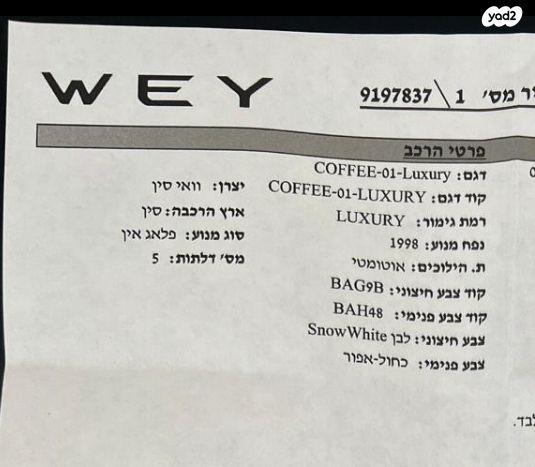 yad2
WEY
מס' 1\9197837
פרטי הרכב
דגם: COFFEE-01-Luxury
קוד דגם: COFFEE-01-LUXURY
רמת גימור: LUXURY
נפח מנוע: 1998
ת. הילוכים: אוטומטי
קוד צבע חיצוני: BAG9B
קוד צבע פנימי: BAH48
צבע חיצוני: לבן SnowWhite
צבע פנימי: כחול-אפור
יצרן: וואי סין
ארץ הרכבה: סין
סוג מנוע: פלאג אין
מס' דלתות: 5